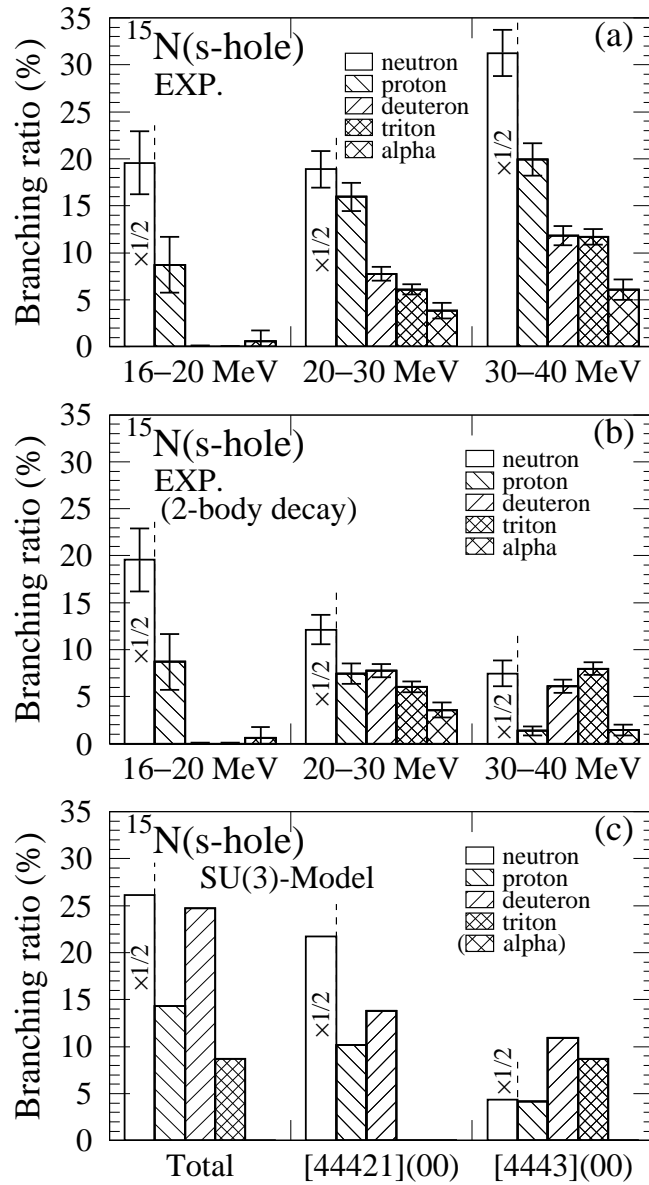 ¹⁵N(s-hole) (a)
EXP.
neutron
proton
deuteron
triton
alpha
Branching ratio (%)
35
30
25
20
15
10
5
0
×1/2
×1/2
×1/2
16–20 MeV 20–30 MeV 30–40 MeV
¹⁵N(s-hole) (b)
EXP.
(2-body decay)
neutron
proton
deuteron
triton
alpha
Branching ratio (%)
35
30
25
20
15
10
5
0
×1/2
×1/2
×1/2
16–20 MeV 20–30 MeV 30–40 MeV
¹⁵N(s-hole) (c)
SU(3)-Model
neutron
proton
deuteron
triton
( alpha)
Branching ratio (%)
35
30
25
20
15
10
5
0
×1/2
×1/2
×1/2
Total [44421](00) [4443](00)